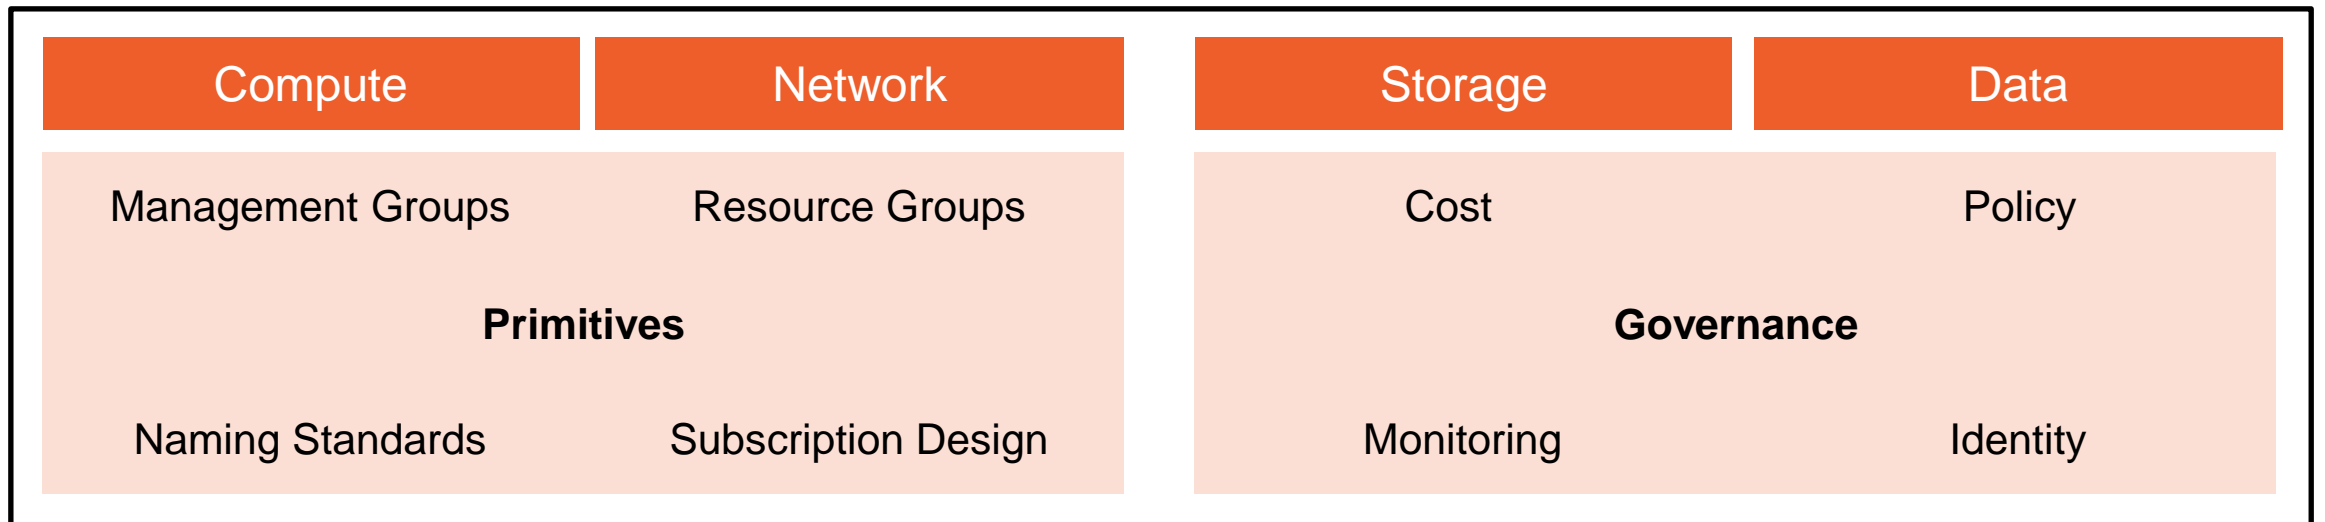 Compute
Network
Storage
Data
Management Groups
Resource Groups
Primitives
Naming Standards
Subscription Design
Cost
Policy
Governance
Monitoring
Identity